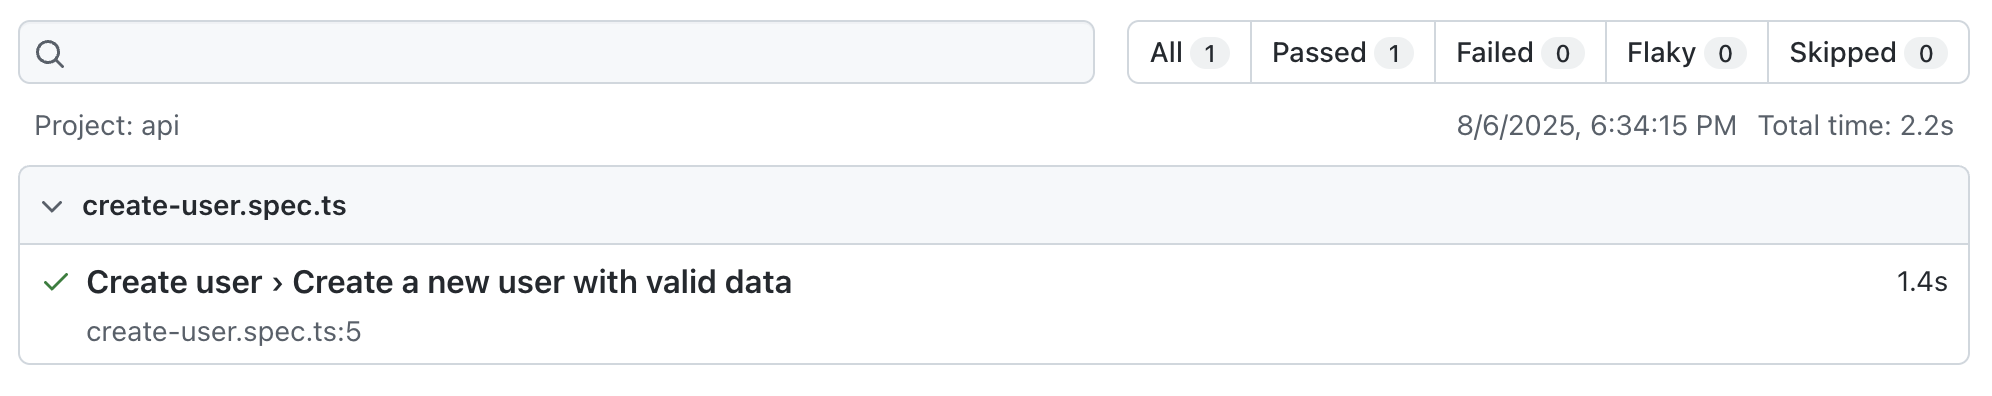 All 1 Passed 1 Failed 0 Flaky 0 Skipped 0
Project: api 8/6/2025, 6:34:15 PM Total time: 2.2s
create-user.spec.ts
Create user › Create a new user with valid data 1.4s
create-user.spec.ts:5